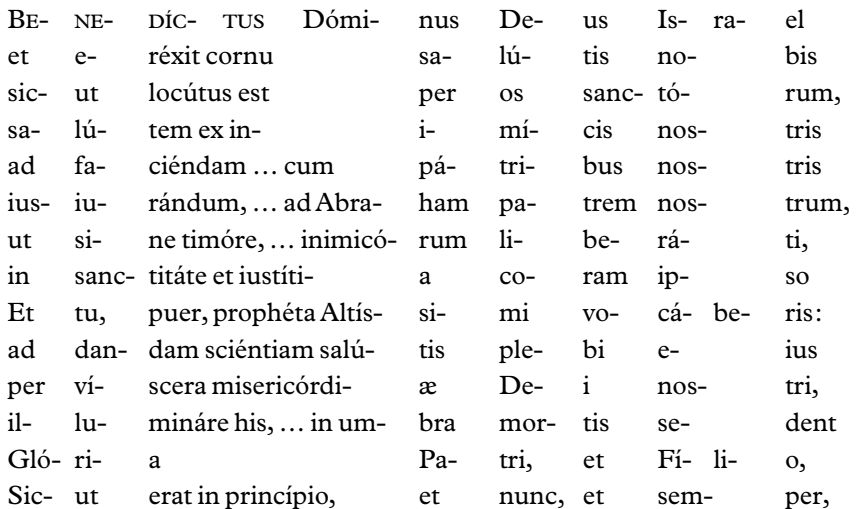 BE- NE- DÍC- TUS Dómi- nus De- us Is- ra- el
et e- réxit cornu sa- lú- tis no- bis
sic- ut locútus est per os sanc- tó- rum,
sa- lú- tem ex in- i- mí- cis nos- tris
ad fa- ciéndam … cum pá- tri- bus nos- tris
ius- iu- rándum, … ad Abra- ham pa- trem nos- trum,
ut si- ne timóre, … inimicó- rum li- be- rá- ti,
in sanc- titáte et iustíti- a co- ram ip- so
Et tu, puer, prophéta Altís- si- mi vo- cá- be- ris:
ad dan- dam sciéntiam salú- tis ple- bi e- ius
per ví- scera misericórdi- æ De- i nos- tri,
il- lu- mináre his, … in um- bra mor- tis se- dent
Gló- ri- a Pa- tri, et Fí- li- o,
Sic- ut erat in princípio, et nunc, et sem- per,